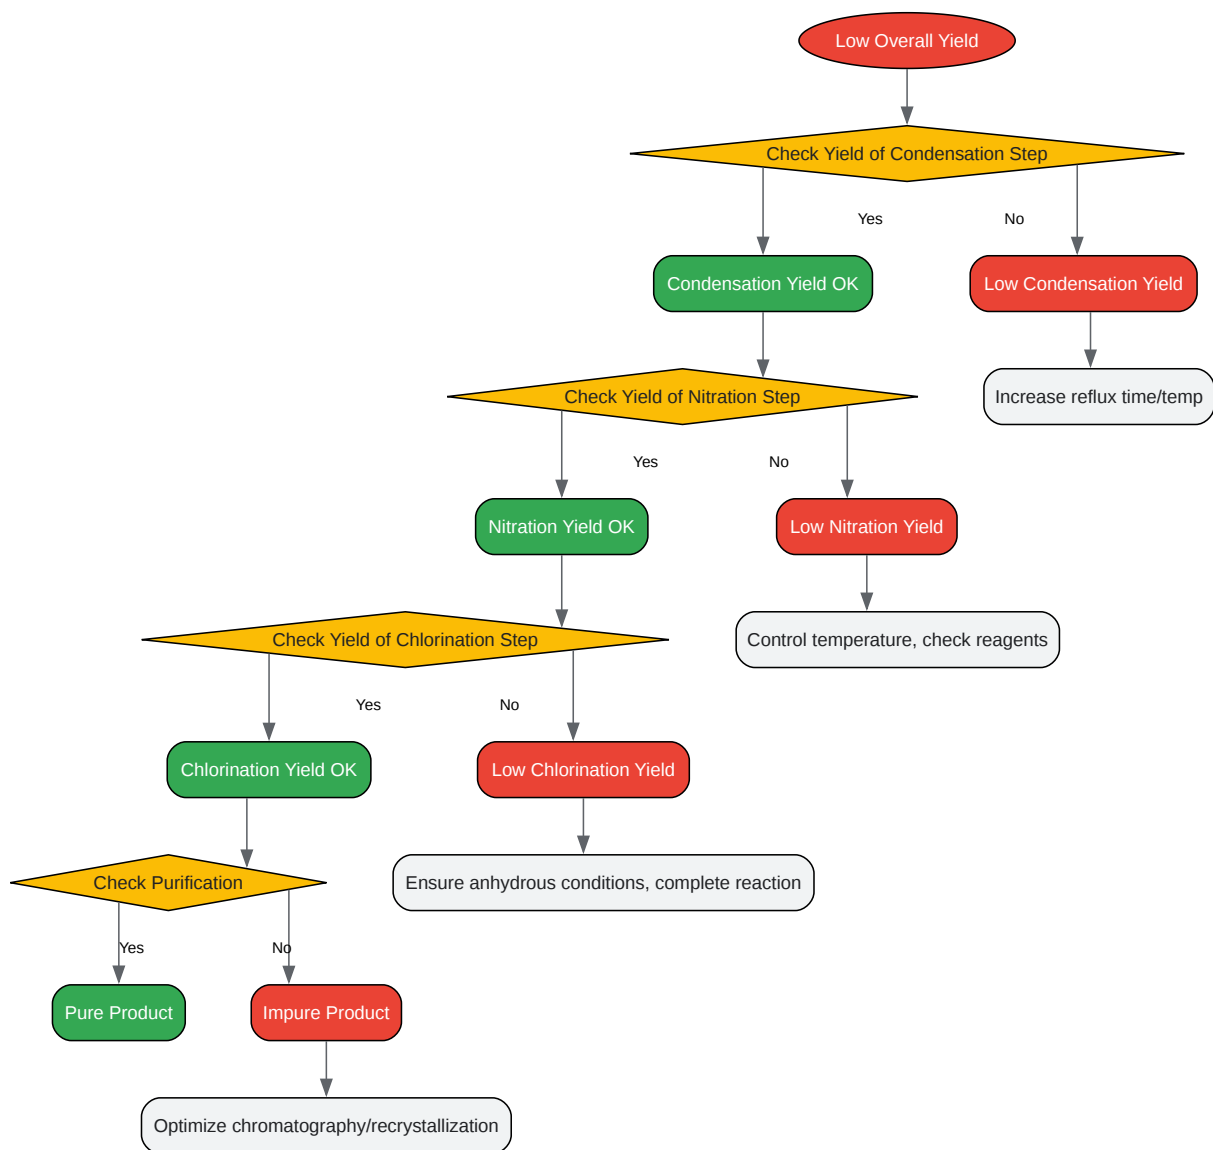 Low Overall Yield
Check Yield of Condensation Step
Yes
No
Condensation Yield OK
Low Condensation Yield
Check Yield of Nitration Step
Increase reflux time/temp
Yes
No
Nitration Yield OK
Low Nitration Yield
Check Yield of Chlorination Step
Control temperature, check reagents
Yes
No
Chlorination Yield OK
Low Chlorination Yield
Check Purification
Ensure anhydrous conditions, complete reaction
Yes
No
Pure Product
Impure Product
Optimize chromatography/recrystallization